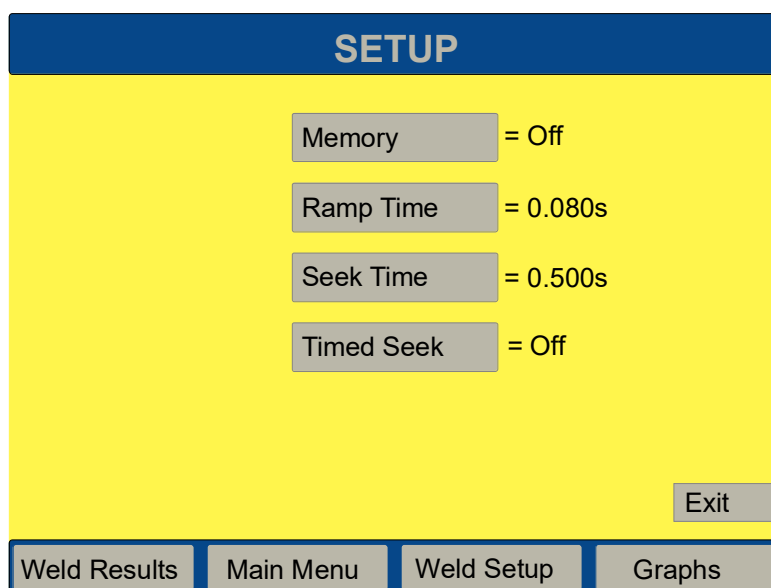 SETUP
Memory = Off
Ramp Time = 0.080s
Seek Time = 0.500s
Timed Seek = Off
Exit
Weld Results Main Menu Weld Setup Graphs